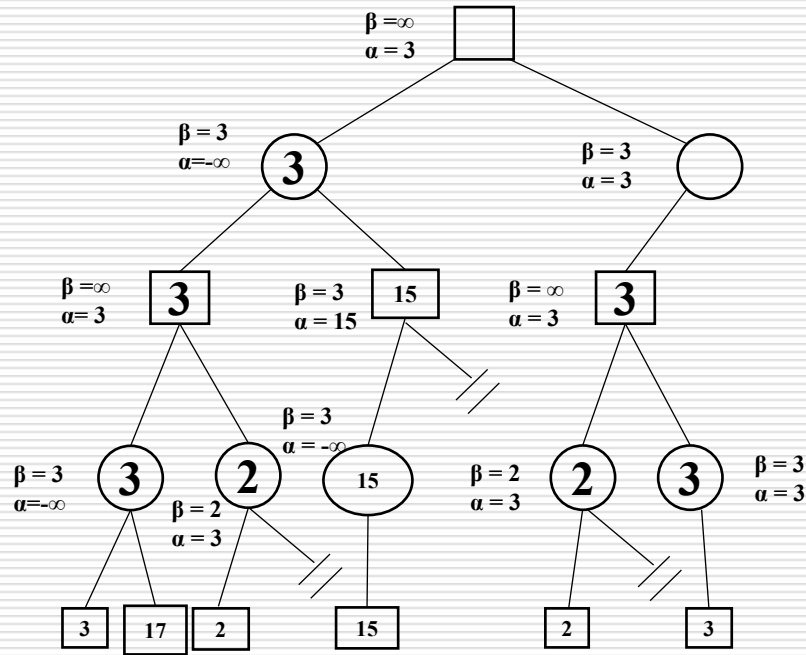 β =∞
α = 3
β = 3
α=-∞
3
β = 3
α = 3
β =∞
α= 3
3
β = 3
α = 15
15
β = ∞
α = 3
3
β = 3
α=-∞
3
2
β = 2
α = 3
β = 3
α = -∞
15
β = 2
α = 3
2
3
β = 3
α = 3
3
17
2
15
2
3